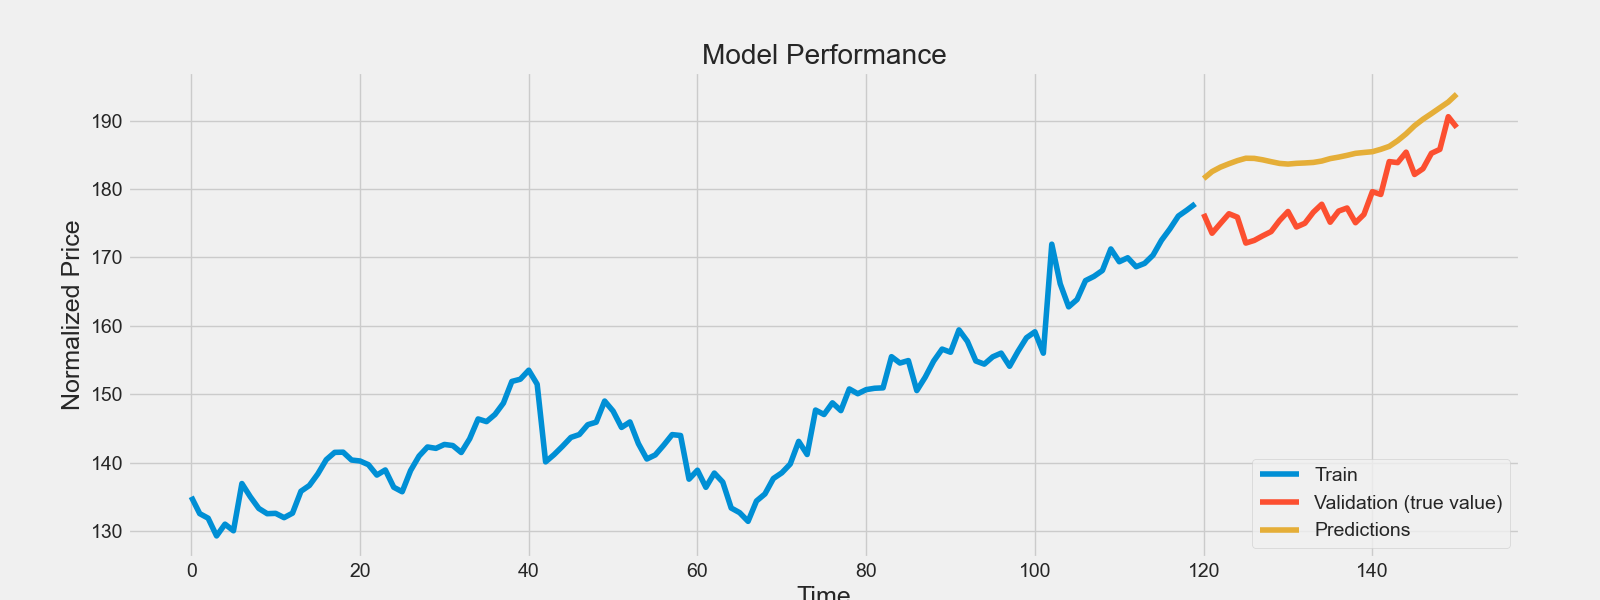 Model Performance
Normalized Price
190
180
170
160
150
140
130
0 20 40 60 80 100 120 140
Time
Train
Validation (true value)
Predictions